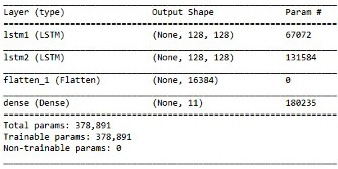 Layer (type) Output Shape Param #
lstm1 (LSTM) (None, 128, 128) 67072
lstm2 (LSTM) (None, 128, 128) 131584
flatten_1 (Flatten) (None, 16384) 0
dense (Dense) (None, 11) 180235
Total params: 378,891
Trainable params: 378,891
Non-trainable params: 0